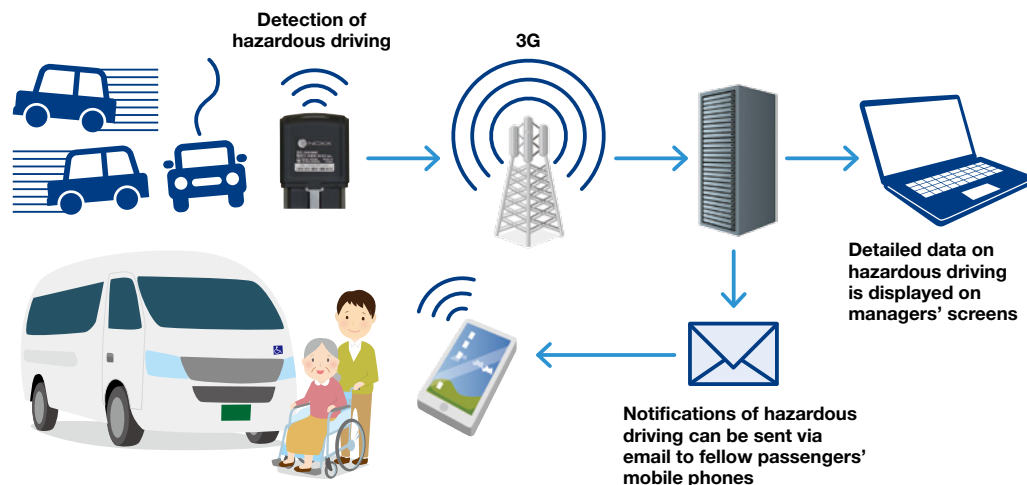 Detection of
hazardous driving
3G
Detailed data on
hazardous driving
is displayed on
managers’ screens
Notifications of hazardous
driving can be sent via
email to fellow passengers’
mobile phones